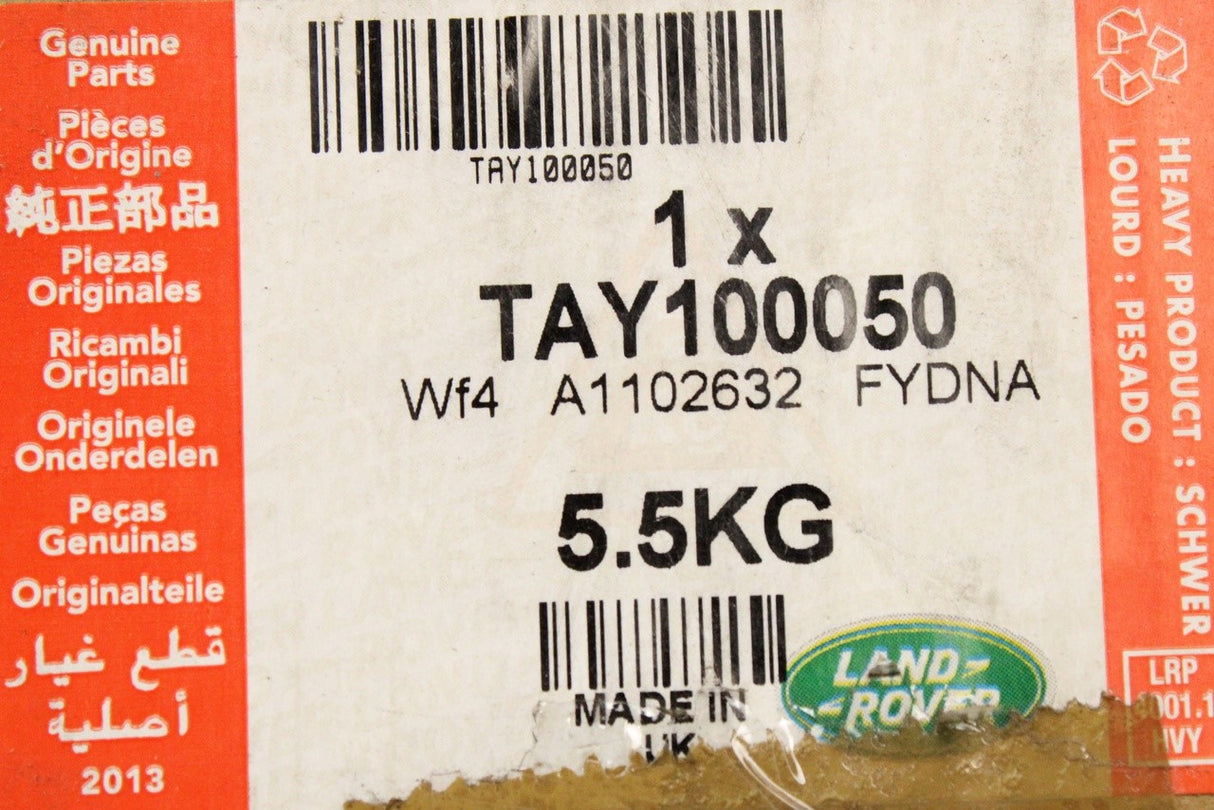 Genuine
Parts
Pièces
d'Origine
純正部品
Piezas
Originales
Ricambi
Originali
Originele
Onderdelen
Peças
Genuinas
Originalteile
قطع غيار
أصلية
2013
TAY100050
1 x
TAY100050
Wf4 A1102632 FYDNA
5.5KG
MADE IN
UK
LAND-
-ROVER
HEAVY PRODUCT : SCHWER
LOURD : PESADO
LRP
HVY